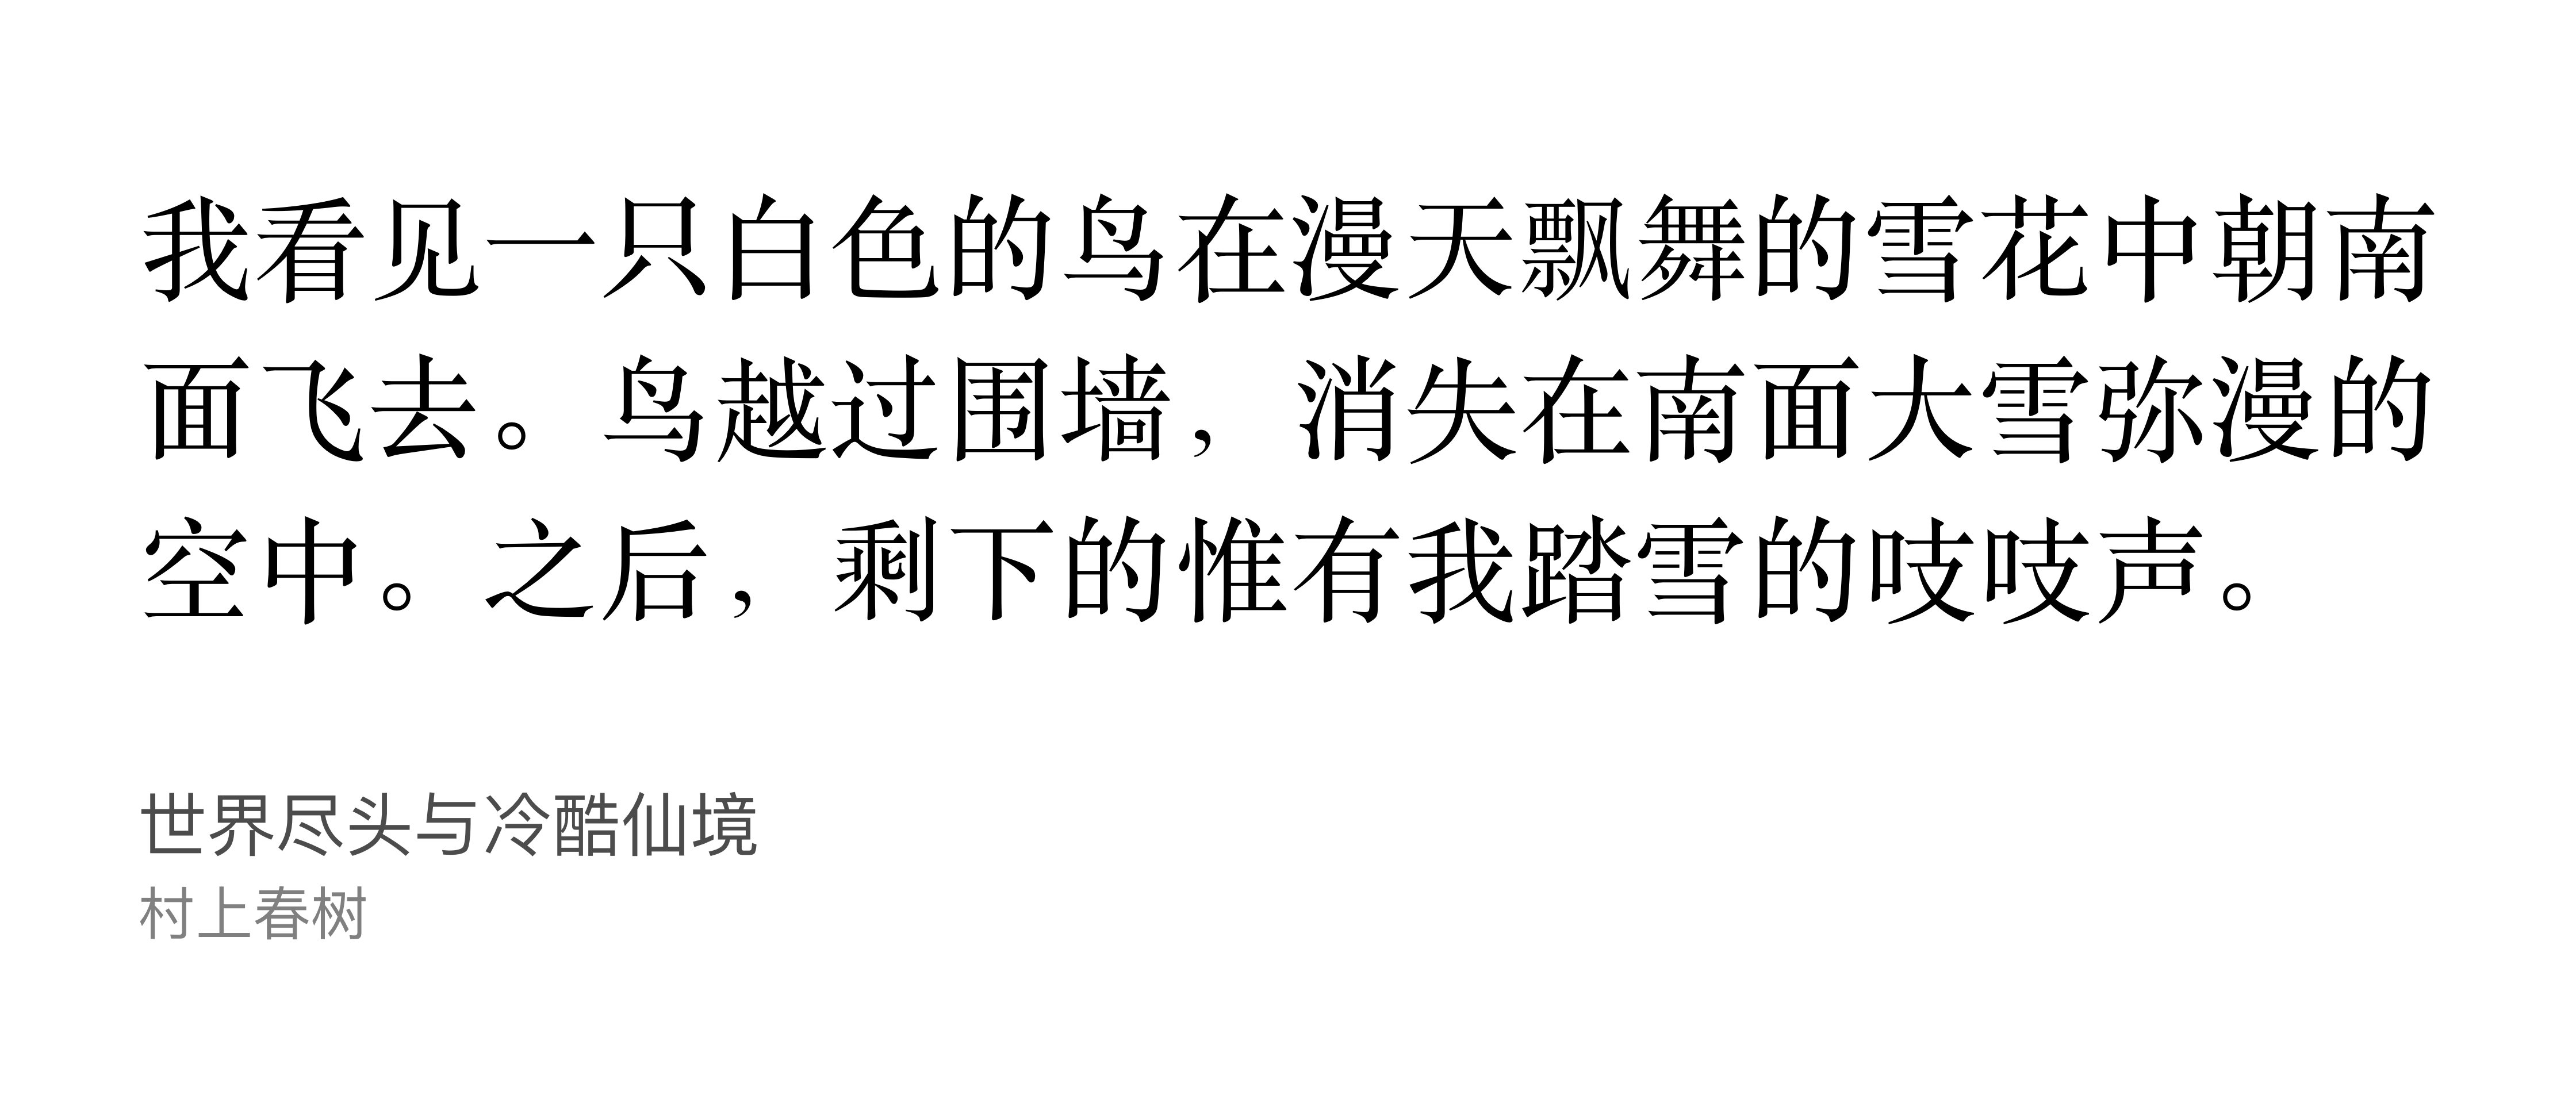 我看见一只白色的鸟在漫天飘舞的雪花中朝南
面飞去。鸟越过围墙，消失在南面大雪弥漫的
空中。之后，剩下的惟有我踏雪的吱吱声。
世界尽头与冷酷仙境
村上春树